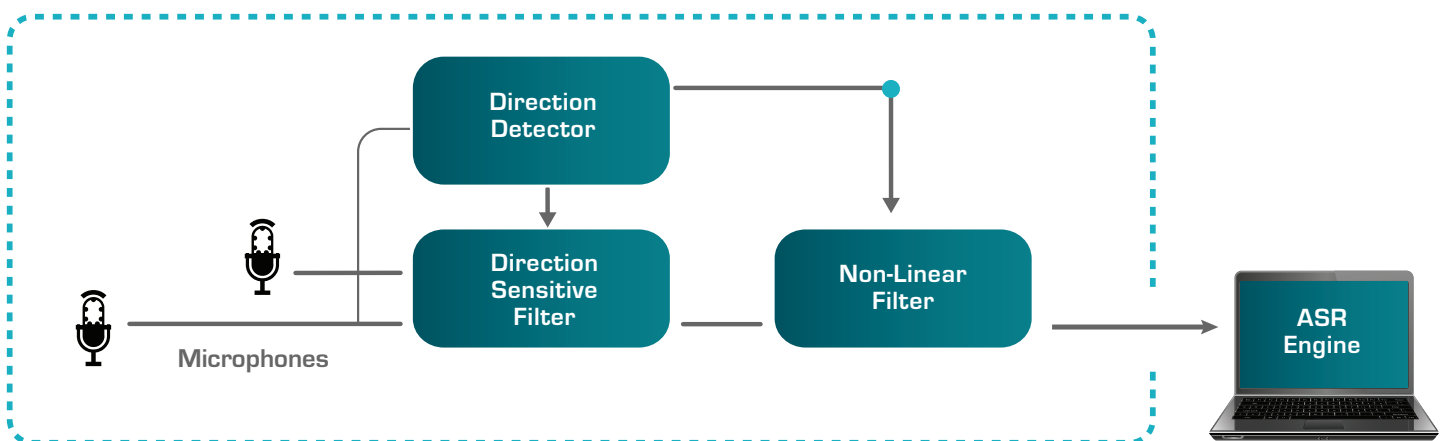 Direction
Detector
Direction
Sensitive
Filter
Non-Linear
Filter
ASR
Engine
Microphones